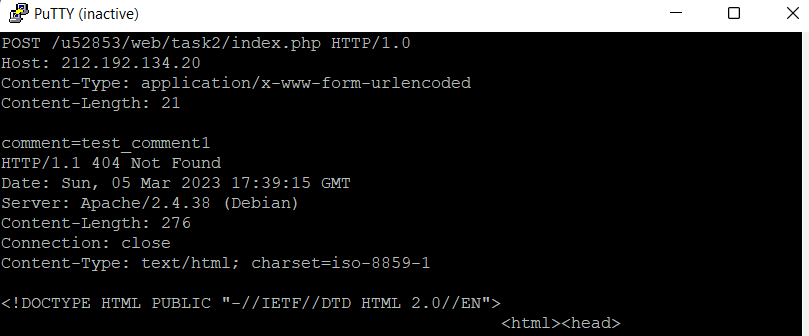 PuTTY (inactive)
POST /u52853/web/task2/index.php HTTP/1.0
Host: 212.192.134.20
Content-Type: application/x-www-form-urlencoded
Content-Length: 21

comment=test_comment1
HTTP/1.1 404 Not Found
Date: Sun, 05 Mar 2023 17:39:15 GMT
Server: Apache/2.4.38 (Debian)
Content-Length: 276
Connection: close
Content-Type: text/html; charset=iso-8859-1

<!DOCTYPE HTML PUBLIC "-//IETF//DTD HTML 2.0//EN">
<html><head>